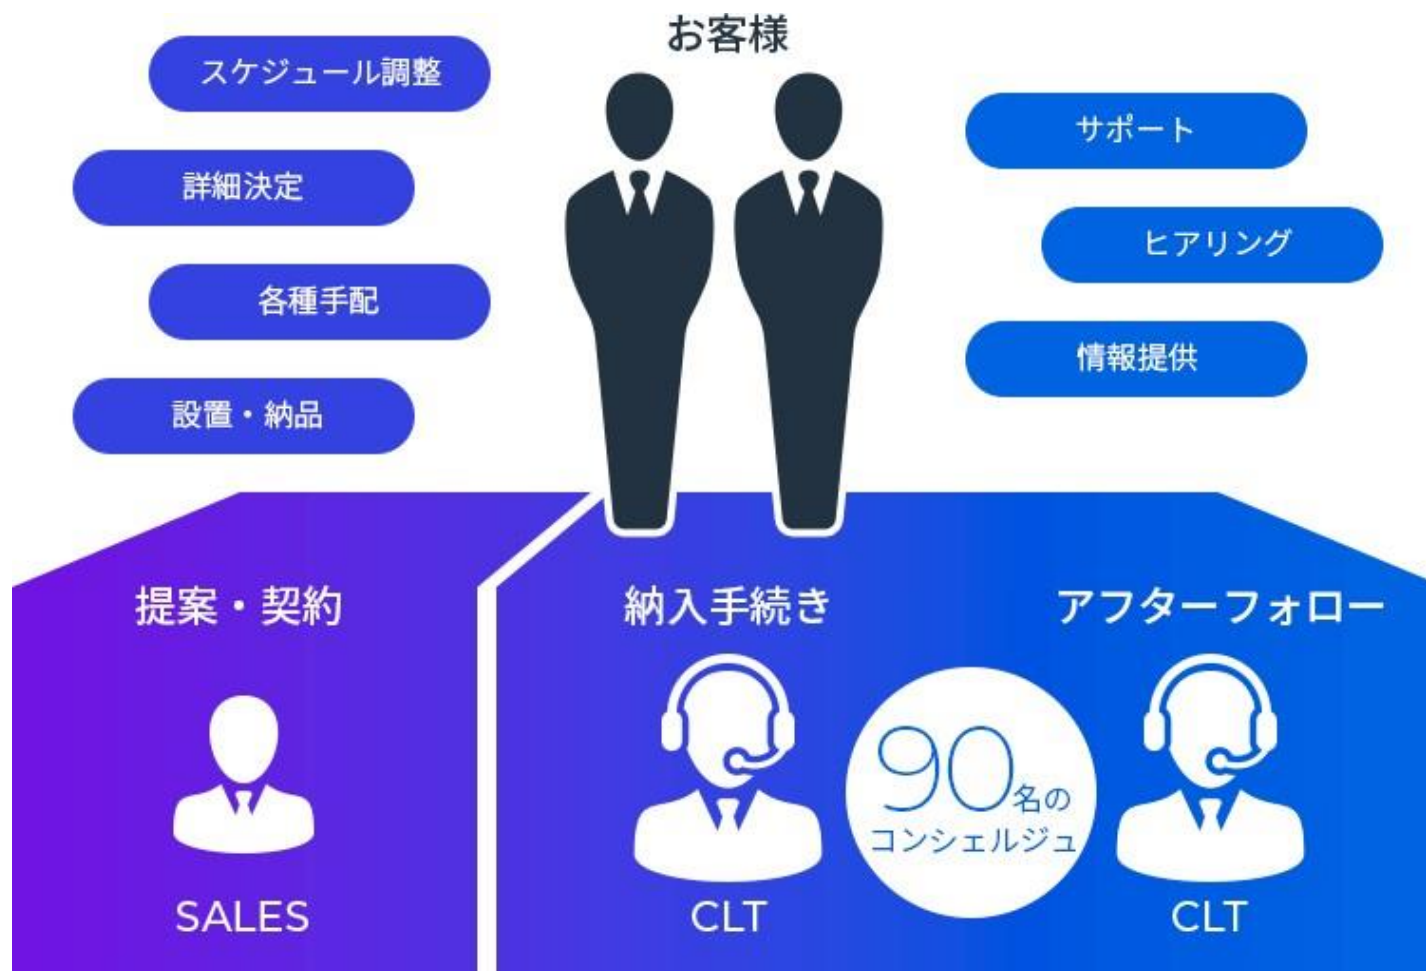 お客様
スケジュール調整
詳細決定
各種手配
設置・納品
サポート
ヒアリング
情報提供
提案・契約
SALES
納入手続き
CLT
90名の
コンシェルジュ
アフターフォロー
CLT